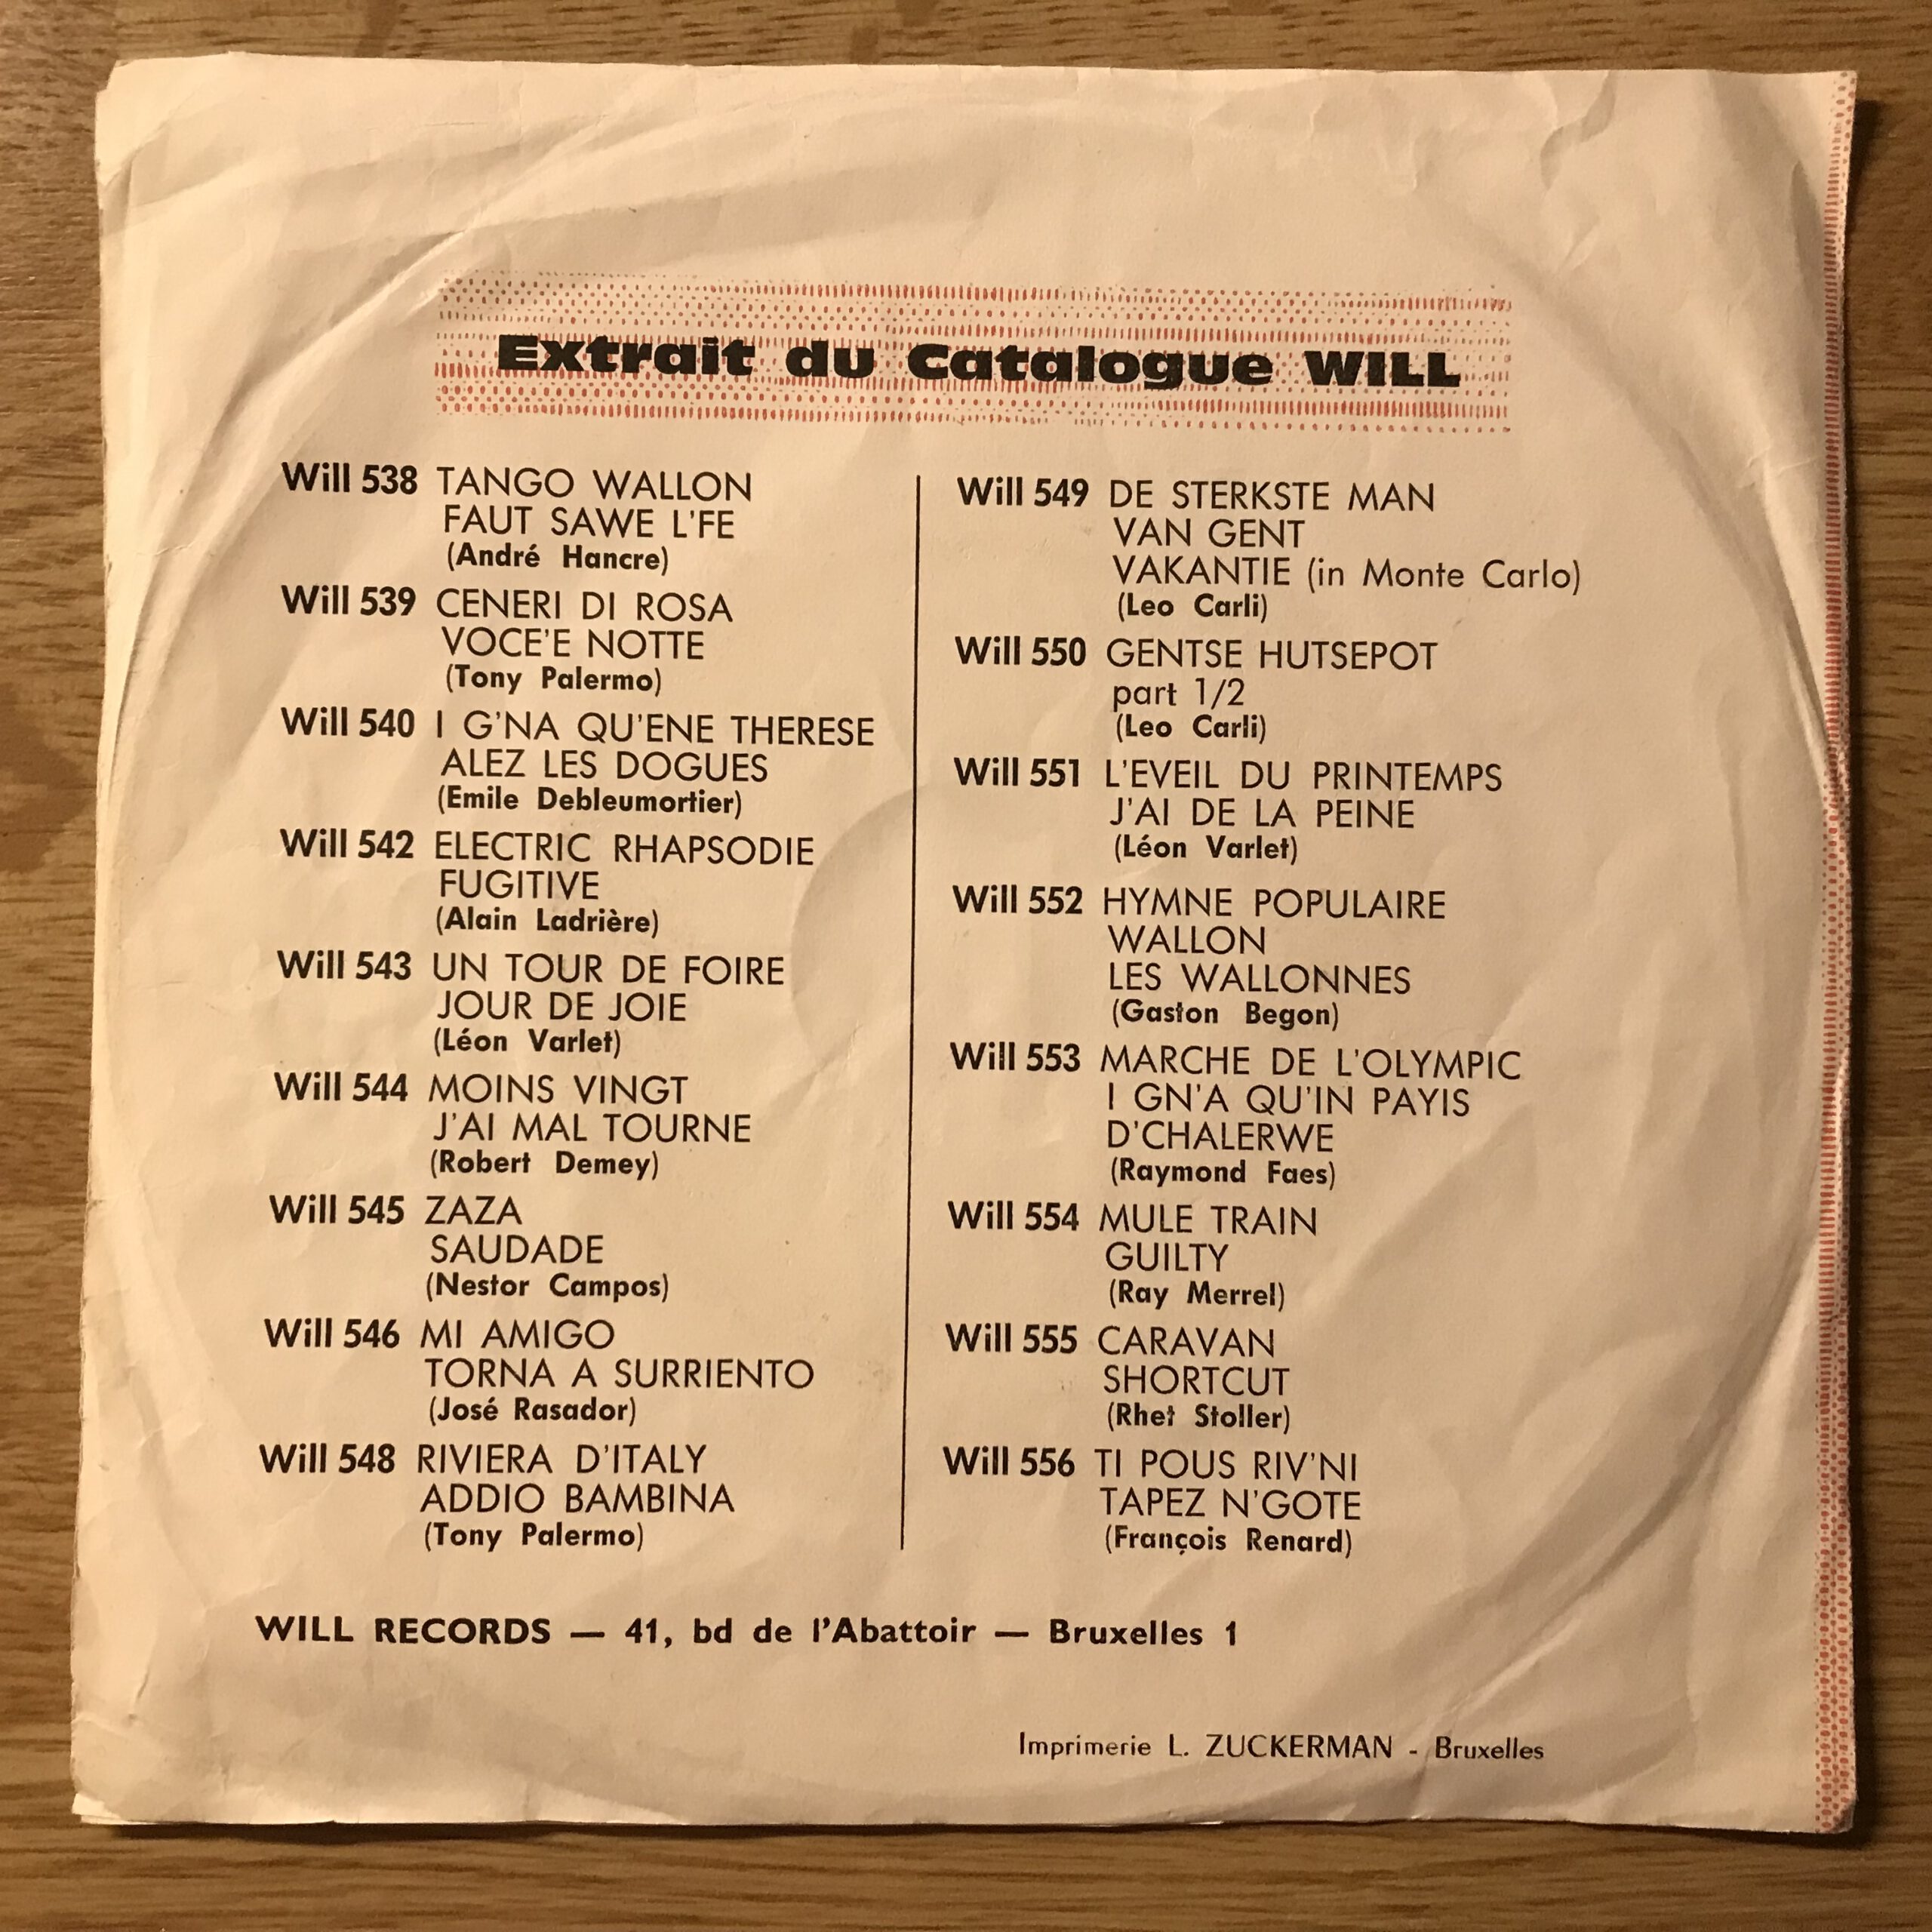 Extrait du Catalogue WILL
Will 538 TANGO WALLON
FAUT SAWE L'FE
(André Hancre)
Will 539 CENERI DI ROSA
VOCE'E NOTTE
(Tony Palermo)
Will 540 I G'NA QU'ENE THERESE
ALEZ LES DOGUES
(Emile Debleumortier)
Will 542 ELECTRIC RHAPSODIE
FUGITIVE
(Alain Ladrière)
Will 543 UN TOUR DE FOIRE
JOUR DE JOIE
(Léon Varlet)
Will 544 MOINS VINGT
J'AI MAL TOURNE
(Robert Demey)
Will 545 ZAZA
SAUDADE
(Nestor Campos)
Will 546 MI AMIGO
TORNA A SURRIENTO
(José Rasador)
Will 548 RIVIERA D'ITALY
ADDIO BAMBINA
(Tony Palermo)
Will 549 DE STERKSTE MAN
VAN GENT
VAKANTIE (in Monte Carlo)
(Leo Carli)
Will 550 GENTSE HUTSEPOT
part 1/2
(Leo Carli)
Will 551 L'EVEIL DU PRINTEMPS
J'AI DE LA PEINE
(Léon Varlet)
Will 552 HYMNE POPULAIRE
WALLON
LES WALLONNES
(Gaston Begon)
Will 553 MARCHE DE L'OLYMPIC
I GN'A QU'IN PAYIS
D'CHALERWE
(Raymond Faes)
Will 554 MULE TRAIN
GUILTY
(Ray Merrel)
Will 555 CARAVAN
SHORTCUT
(Rhet Stoller)
Will 556 TI POUS RIV'NI
TAPEZ N'GOTE
(François Renard)
WILL RECORDS — 41, bd de l'Abattoir — Bruxelles 1
Imprimerie L. ZUCKERMAN - Bruxelles